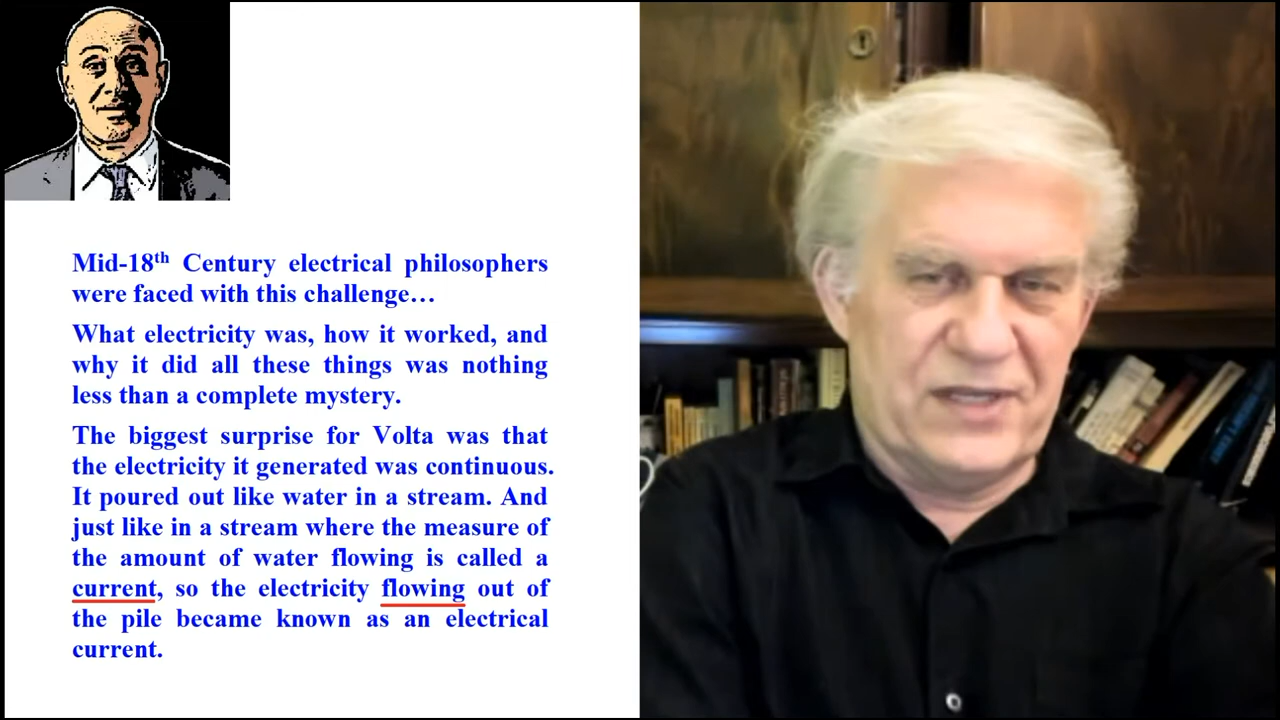 Mid-18th Century electrical philosophers
were faced with this challenge…
What electricity was, how it worked, and
why it did all these things was nothing
less than a complete mystery.
The biggest surprise for Volta was that
the electricity it generated was continuous.
It poured out like water in a stream. And
just like in a stream where the measure of
the amount of water flowing is called a
current, so the electricity flowing out of
the pile became known as an electrical
current.